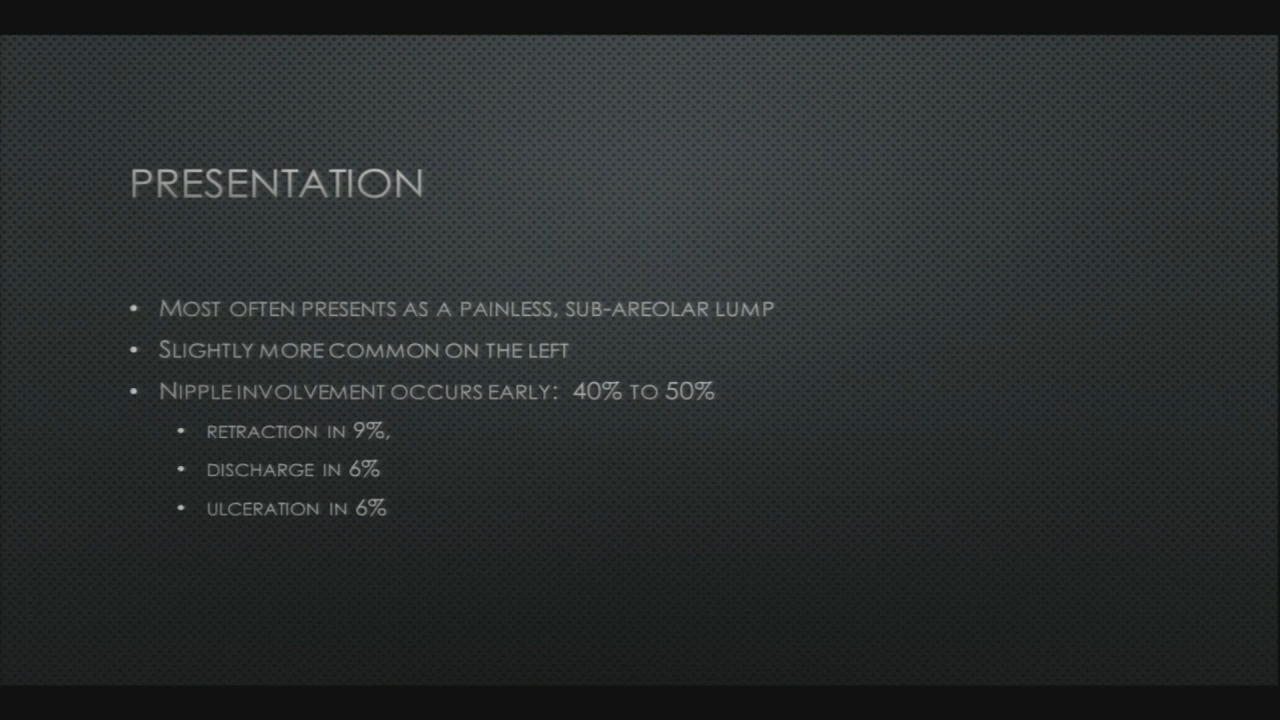 PRESENTATION
• MOST OFTEN PRESENTS AS A PAINLESS, SUB-AREOLAR LUMP
• SLIGHTLY MORE COMMON ON THE LEFT
• NIPPLE INVOLVEMENT OCCURS EARLY: 40% TO 50%
• RETRACTION IN 9%,
• DISCHARGE IN 6%
• ULCERATION IN 6%